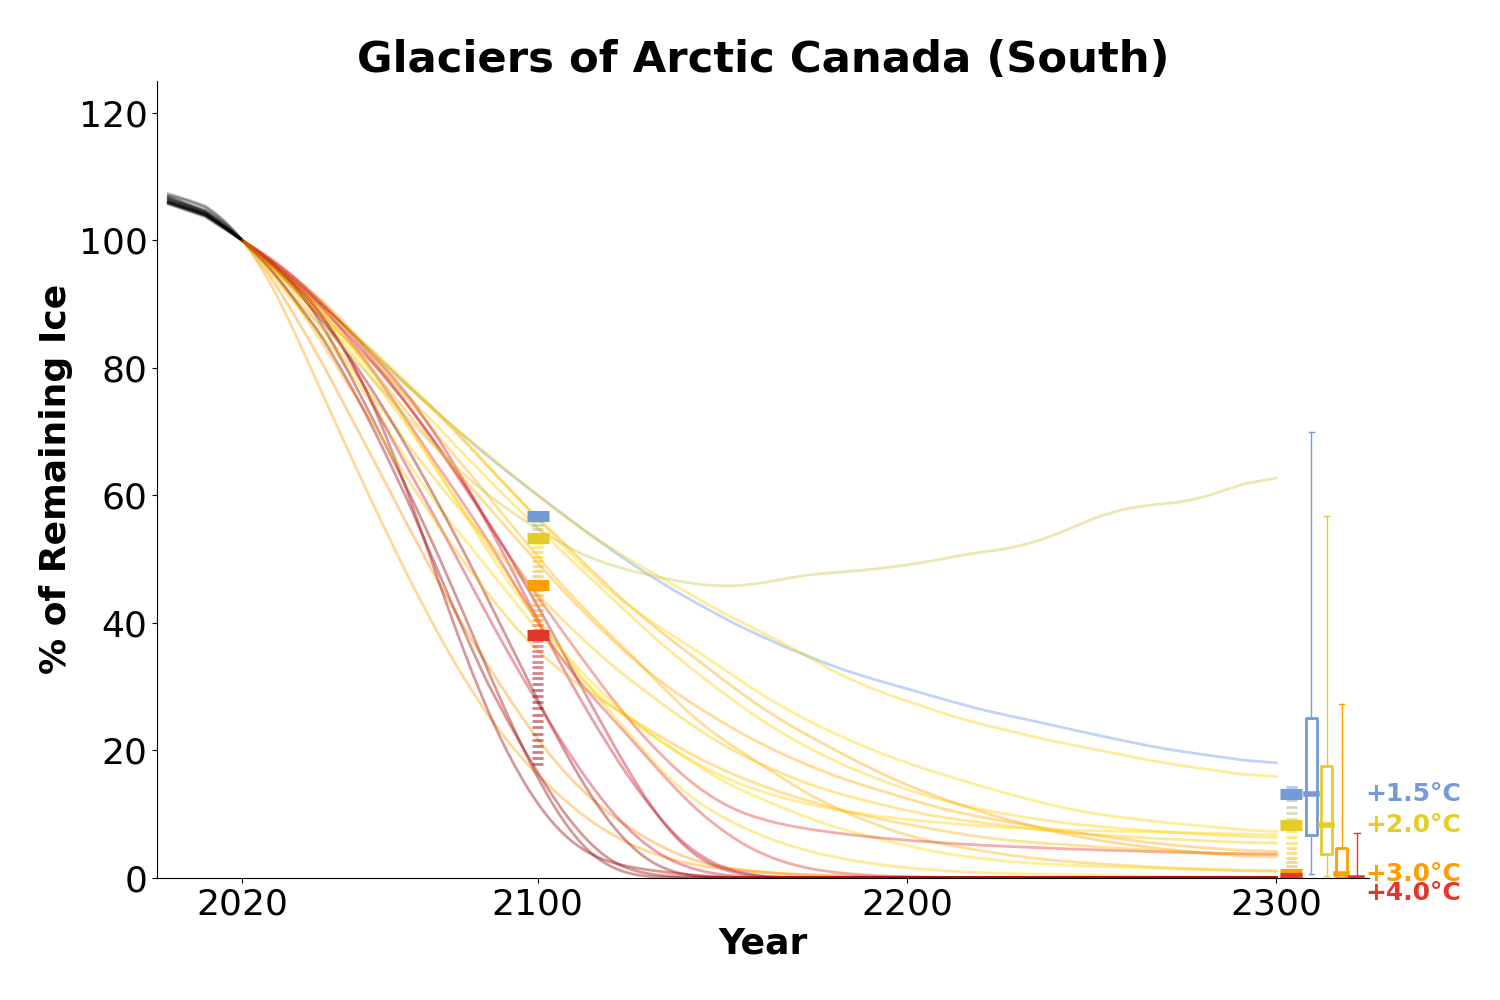 Glaciers of Arctic Canada (South)
120
100
80
60
40
20
0
% of Remaining Ice
2020
2100
2200
2300
Year
+1.5°C
+2.0°C
+3.0°C
+4.0°C